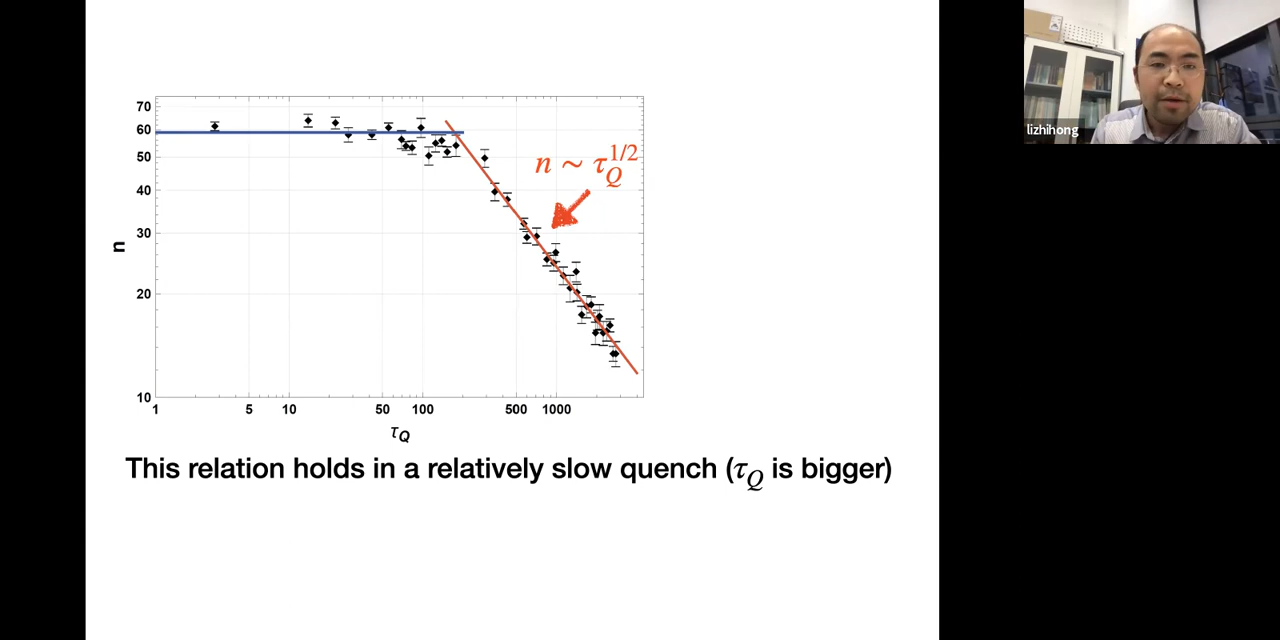 70
60
50
40
30
20
10
n
n ∼ τ_Q^{1/2}
1 5 10 50 100 500 1000
τ_Q
This relation holds in a relatively slow quench (τ_Q is bigger)
lizhihong